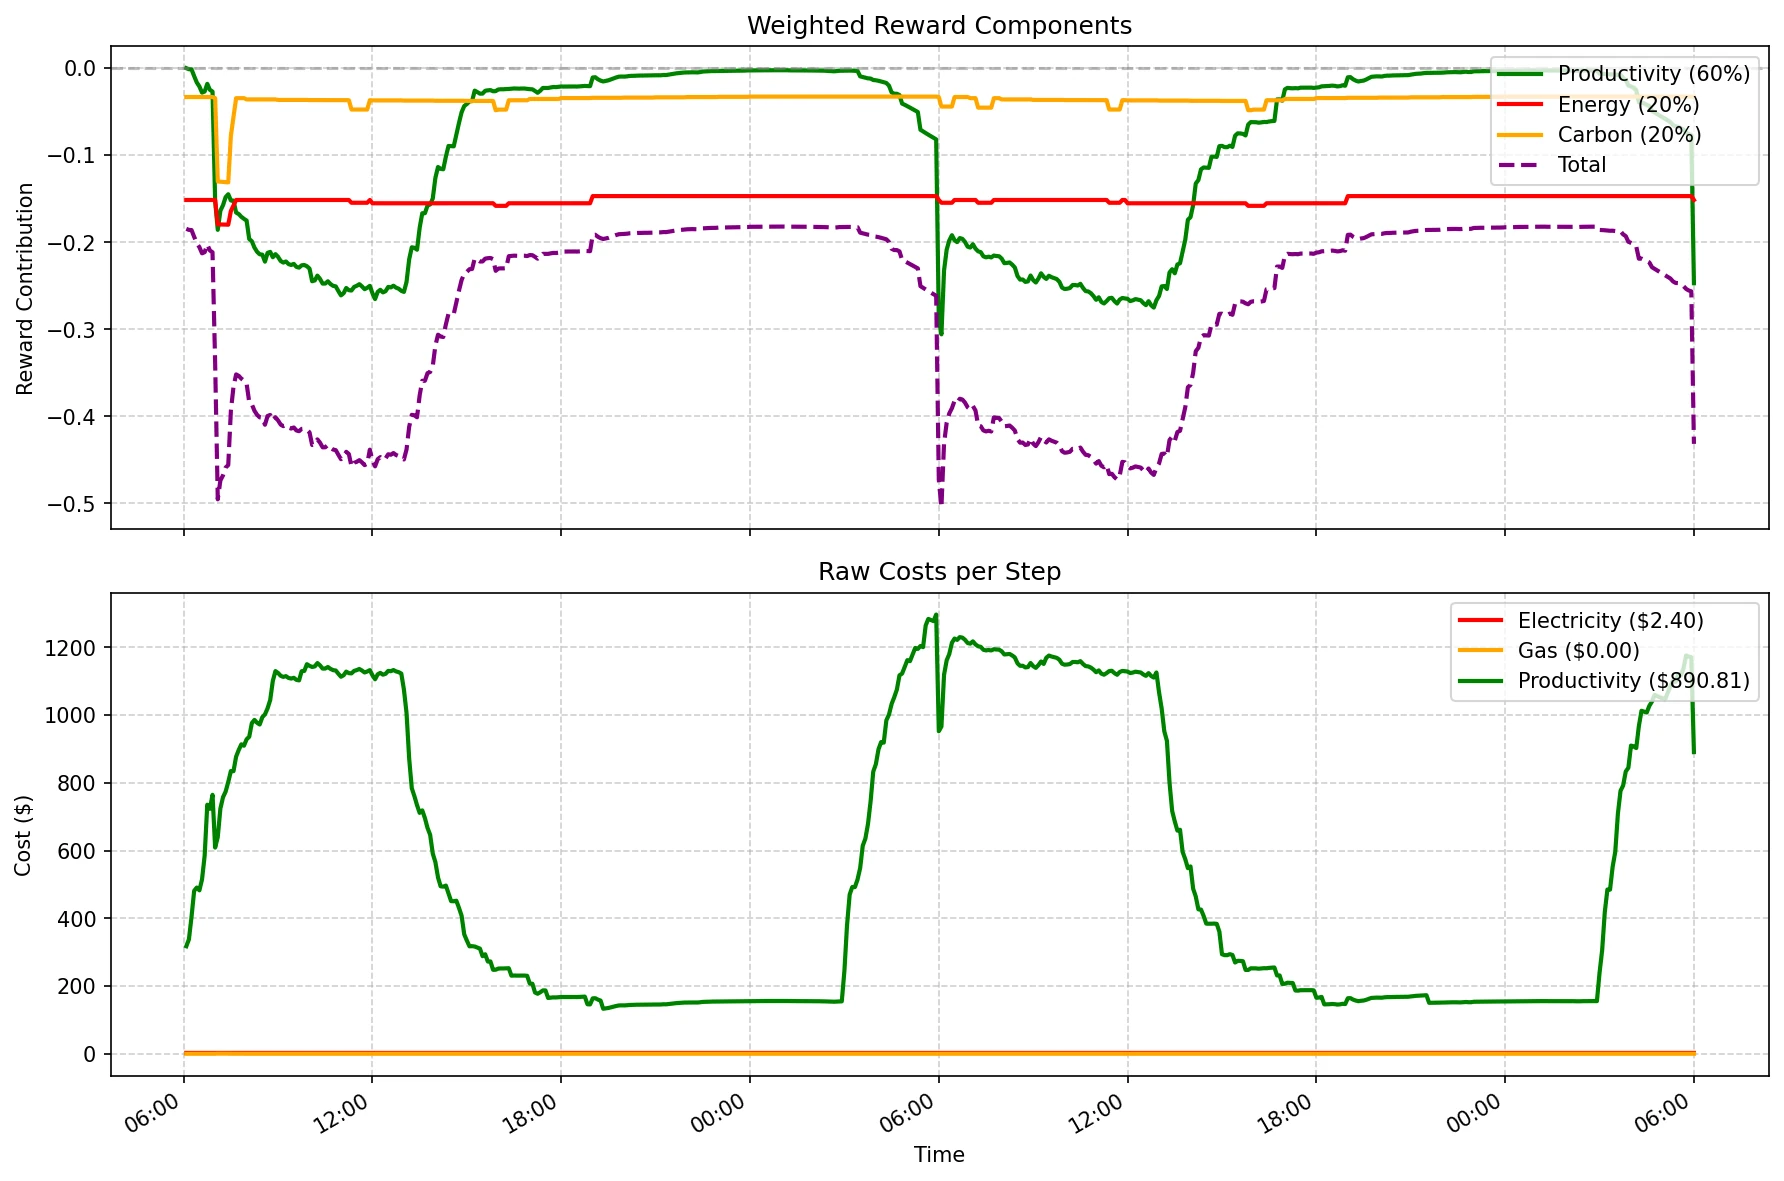 Weighted Reward Components
Reward Contribution
0.0
−0.1
−0.2
−0.3
−0.4
−0.5
Productivity (60%)
Energy (20%)
Carbon (20%)
Total
Raw Costs per Step
Cost ($)
1200
1000
800
600
400
200
0
Electricity ($2.40)
Gas ($0.00)
Productivity ($890.81)
06:00
12:00
18:00
00:00
06:00
12:00
18:00
00:00
06:00
Time